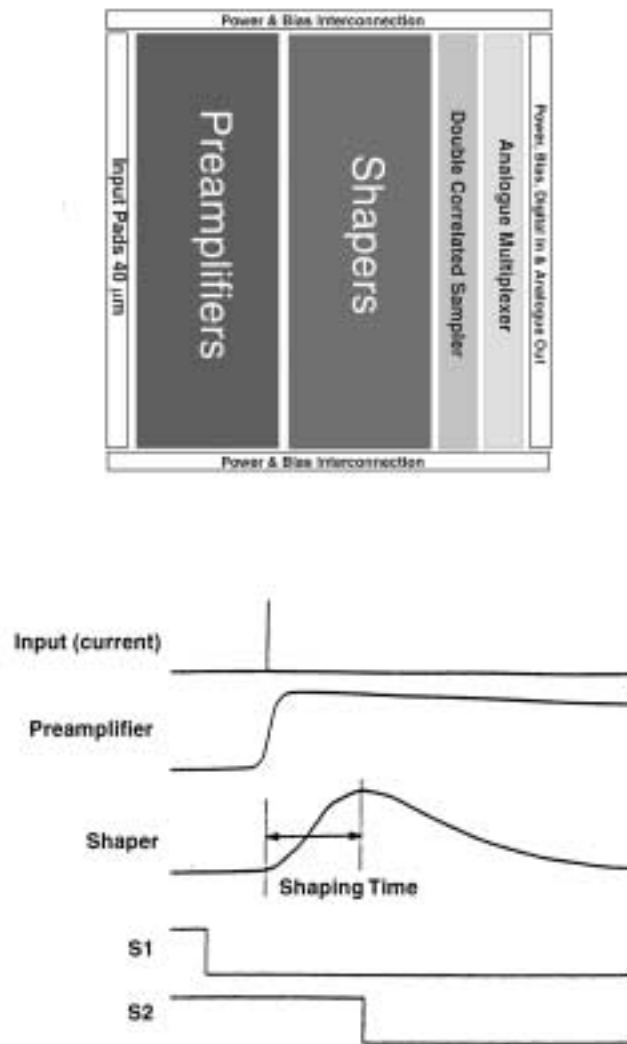 Power & Bias Interconnection
Input Pads 40 μm
Preamplifiers
Shapers
Double Correlated Sampler
Analogue Multiplexer
Power, Bias, Digital In & Analogue Out
Power & Bias Interconnection
Input (current)
Preamplifier
Shaper
Shaping Time
S1
S2